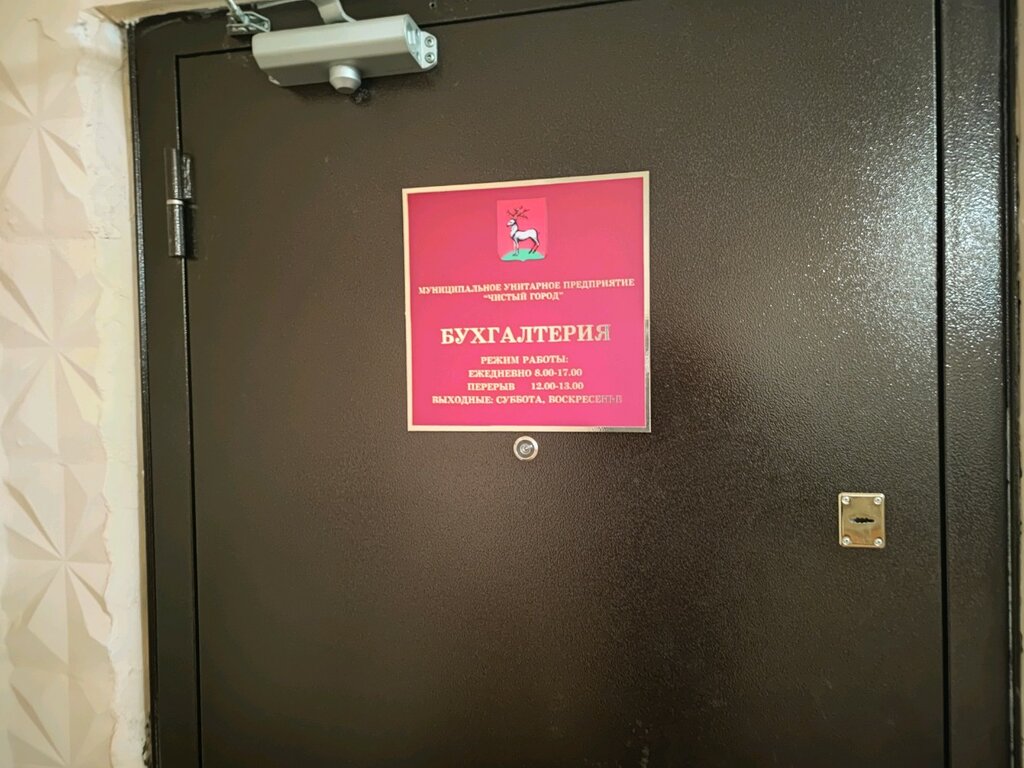 МУНИЦИПАЛЬНОЕ УНИТАРНОЕ ПРЕДПРИЯТИЕ
"ЧИСТЫЙ ГОРОД"
БУХГАЛТЕРИЯ
РЕЖИМ РАБОТЫ:
ЕЖЕДНЕВНО 8.00-17.00
ПЕРЕРЫВ 12.00-13.00
ВЫХОДНЫЕ: СУББОТА, ВОСКРЕСЕНЬЕ